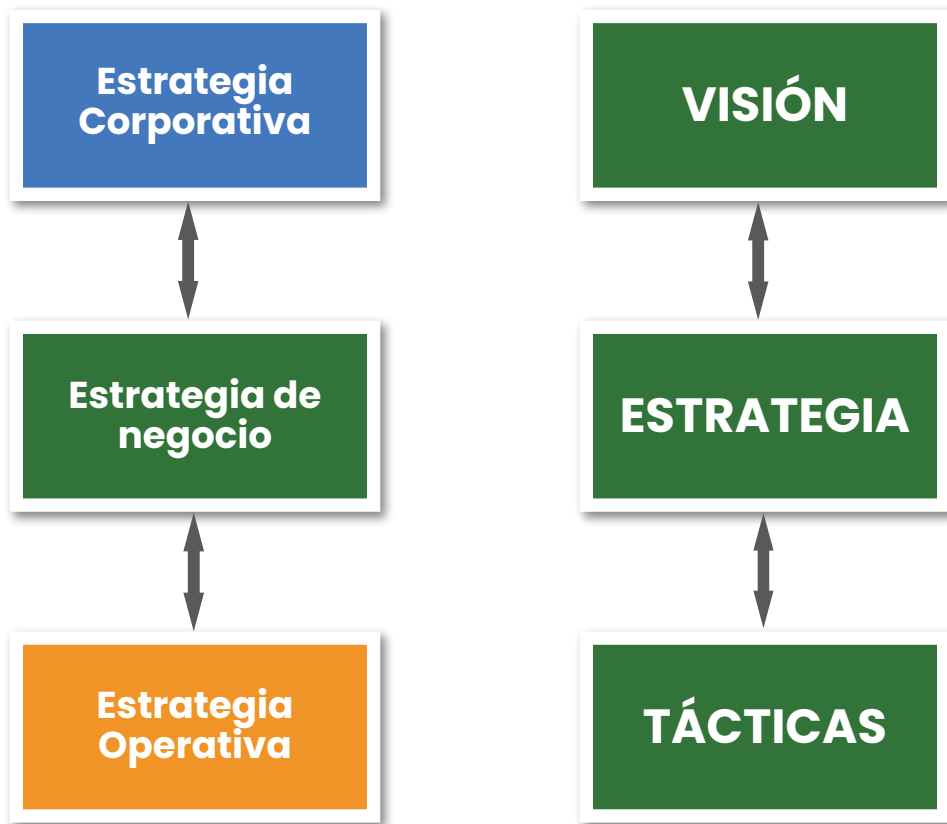 Estrategia
Corporativa
VISIÓN
Estrategia de
negocio
ESTRATEGIA
Estrategia
Operativa
TÁCTICAS